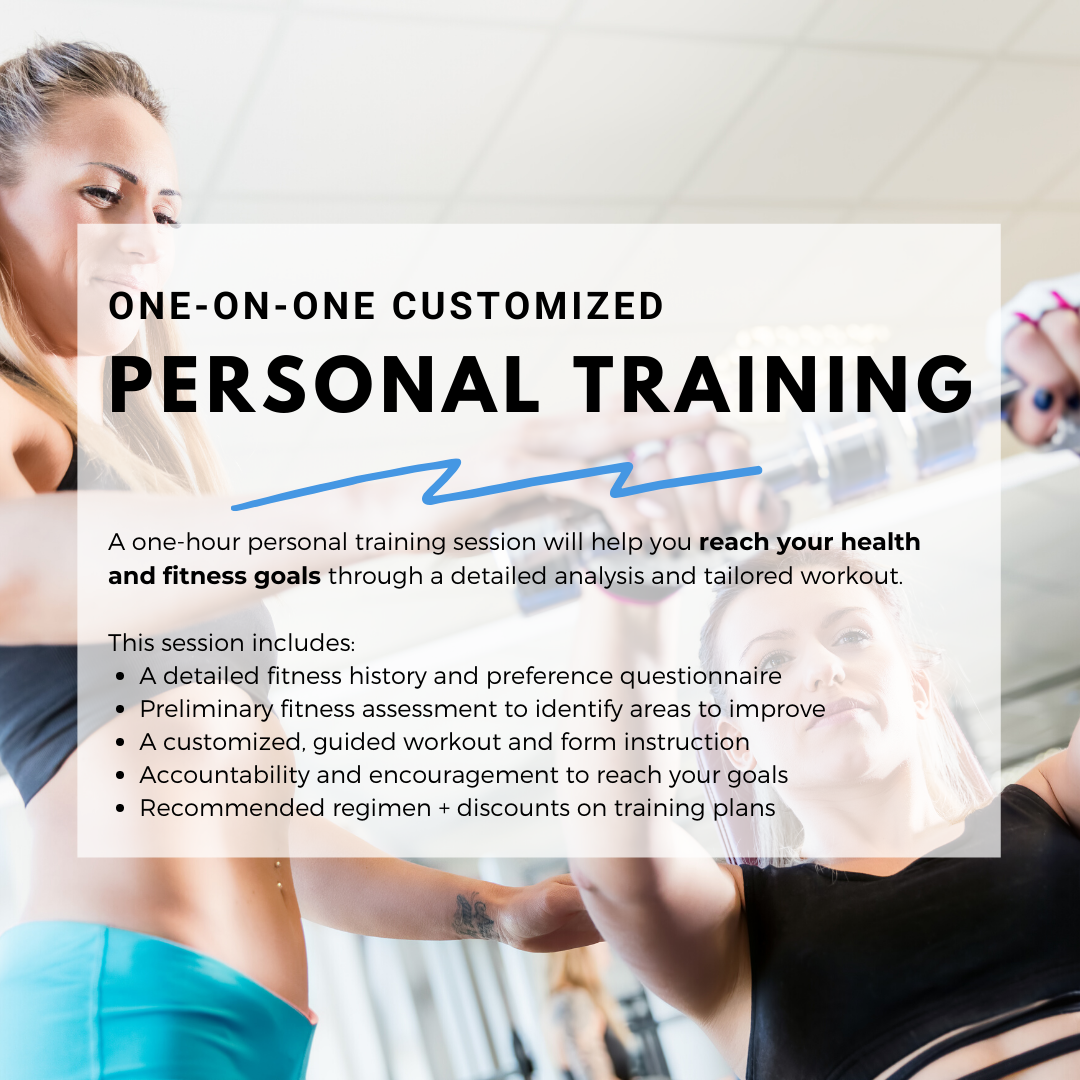 ONE-ON-ONE CUSTOMIZED
PERSONAL TRAINING
A one-hour personal training session will help you reach your health
and fitness goals through a detailed analysis and tailored workout.
This session includes:
• A detailed fitness history and preference questionnaire
• Preliminary fitness assessment to identify areas to improve
• A customized, guided workout and form instruction
• Accountability and encouragement to reach your goals
• Recommended regimen + discounts on training plans